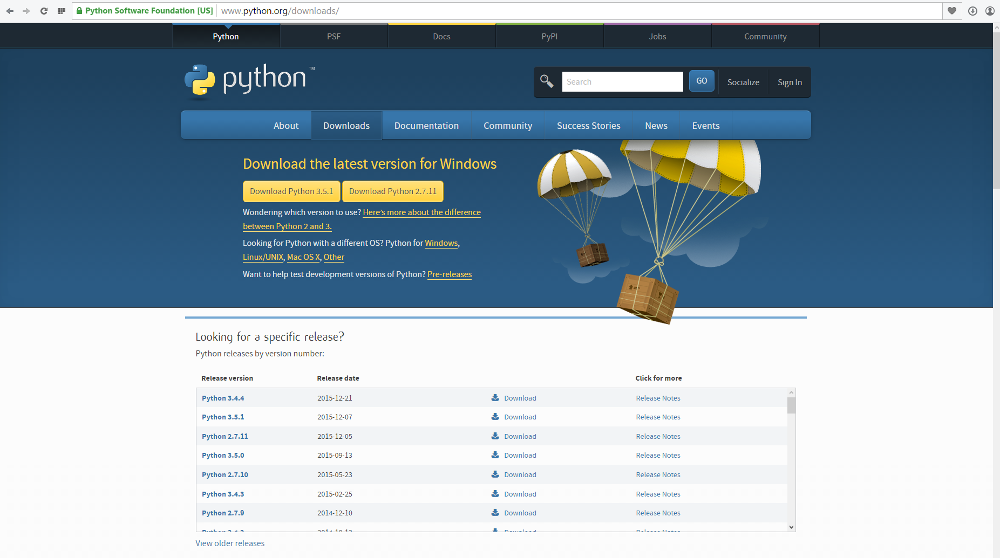 Python Software Foundation [US] www.python.org/downloads/
Python PSF Docs PyPI Jobs Community
python™
Search GO Socialize Sign In
About Downloads Documentation Community Success Stories News Events
Download the latest version for Windows
Download Python 3.5.1 Download Python 2.7.11
Wondering which version to use? Here's more about the difference
between Python 2 and 3.
Looking for Python with a different OS? Python for Windows,
Linux/UNIX, Mac OS X, Other
Want to help test development versions of Python? Pre-releases
Looking for a specific release?
Python releases by version number:
Release version Release date Click for more
Python 3.4.4 2015-12-21 Download Release Notes
Python 3.5.1 2015-12-07 Download Release Notes
Python 2.7.11 2015-12-05 Download Release Notes
Python 3.5.0 2015-09-13 Download Release Notes
Python 2.7.10 2015-05-23 Download Release Notes
Python 3.4.3 2015-02-25 Download Release Notes
Python 2.7.9 2014-12-10 Download Release Notes
View older releases